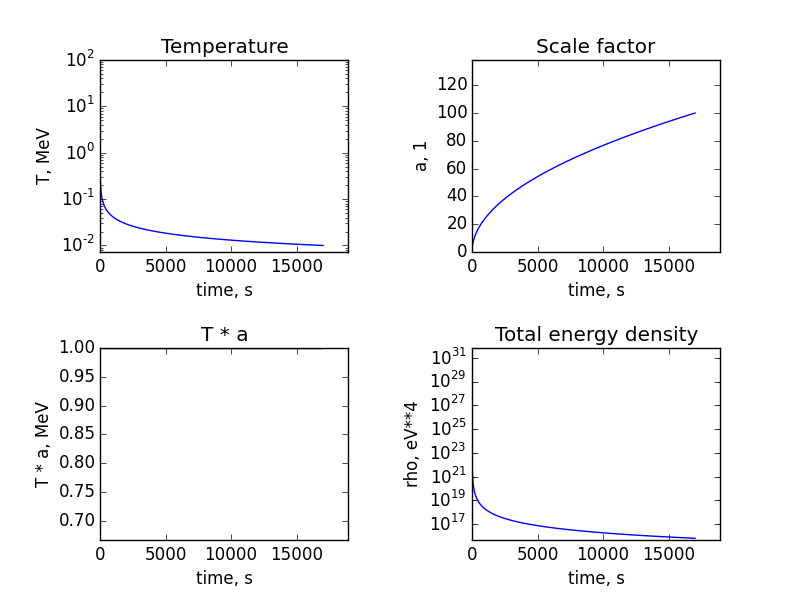 Temperature
T, MeV
10^2
10^1
10^0
10^-1
10^-2
0 5000 10000 15000
time, s
Scale factor
a, 1
120
100
80
60
40
20
0
0 5000 10000 15000
time, s
T * a
T * a, MeV
1.00
0.95
0.90
0.85
0.80
0.75
0.70
0 5000 10000 15000
time, s
Total energy density
rho, eV**4
10^31
10^29
10^27
10^25
10^23
10^21
10^19
10^17
0 5000 10000 15000
time, s